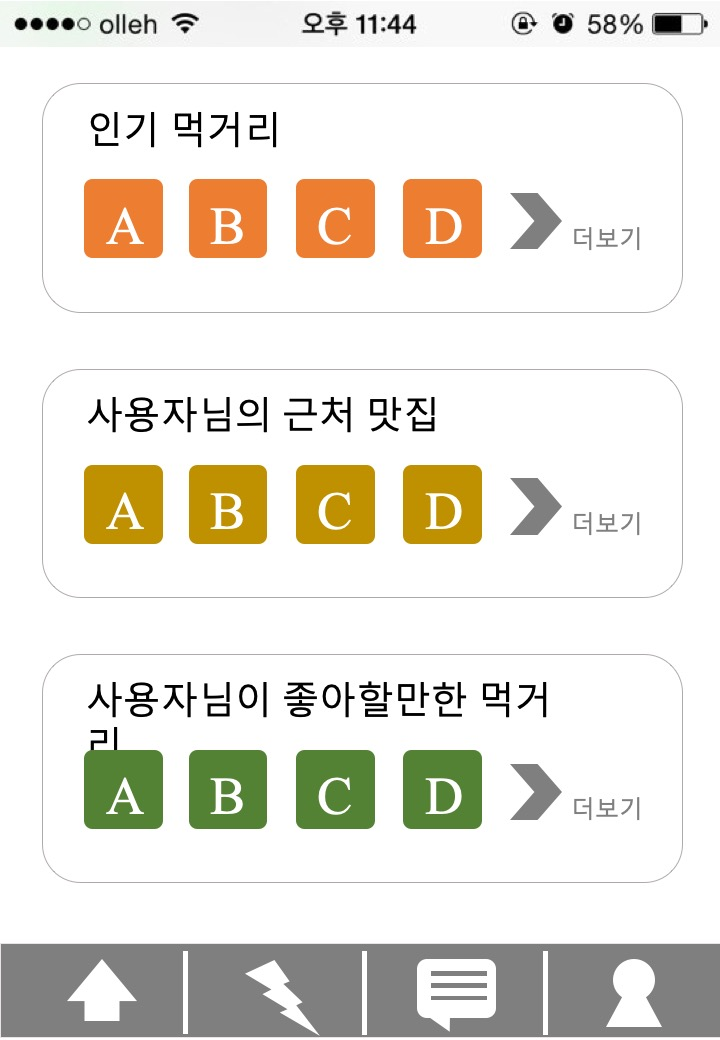 olleh 오후 11:44 58%
인기 먹거리
A B C D 더보기
사용자님의 근처 맛집
A B C D 더보기
사용자님이 좋아할만한 먹거
리
A B C D 더보기